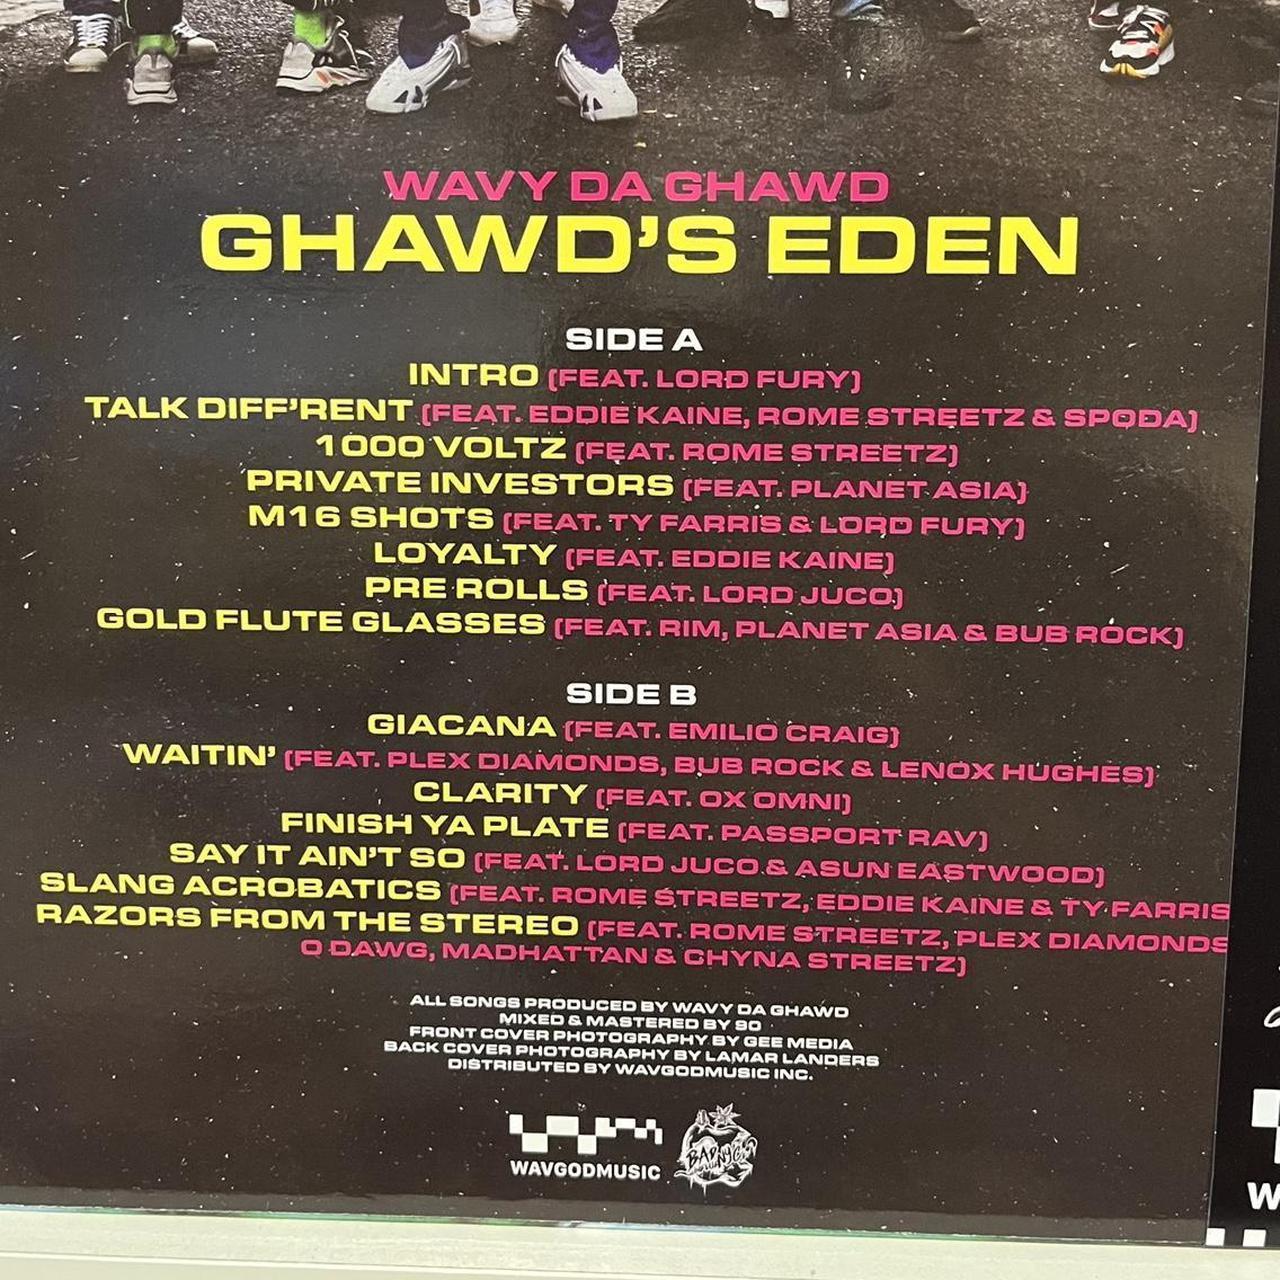 WAVY DA GHAWD
GHAWD'S EDEN
SIDE A
INTRO (FEAT. LORD FURY)
TALK DIFF'RENT (FEAT. EDDIE KAINE, ROME STREETZ & SPODA)
1000 VOLTZ (FEAT. ROME STREETZ)
PRIVATE INVESTORS (FEAT. PLANET ASIA)
M16 SHOTS (FEAT. TY FARRIS & LORD FURY)
LOYALTY (FEAT. EDDIE KAINE)
PRE ROLLS (FEAT. LORD JUCO)
GOLD FLUTE GLASSES (FEAT. RIM, PLANET ASIA & BUB ROCK)
SIDE B
GIACANA (FEAT. EMILIO CRAIG)
WAITIN' (FEAT. PLEX DIAMONDS, BUB ROCK & LENOX HUGHES)
CLARITY (FEAT. OX OMNI)
FINISH YA PLATE (FEAT. PASSPORT RAV)
SAY IT AIN'T SO (FEAT. LORD JUCO & ASUN EASTWOOD)
SLANG ACROBATICS (FEAT. ROME STREETZ, EDDIE KAINE & TY FARRIS
RAZORS FROM THE STEREO (FEAT. ROME STREETZ, PLEX DIAMONDS
O DAWG, MADHATTAN & CHYNA STREETZ)
ALL SONGS PRODUCED BY WAVY DA GHAWD
MIXED & MASTERED BY 90
FRONT COVER PHOTOGRAPHY BY GEE MEDIA
BACK COVER PHOTOGRAPHY BY LAMAR LANDERS
DISTRIBUTED BY WAVGODMUSIC INC.
WAVGODMUSIC